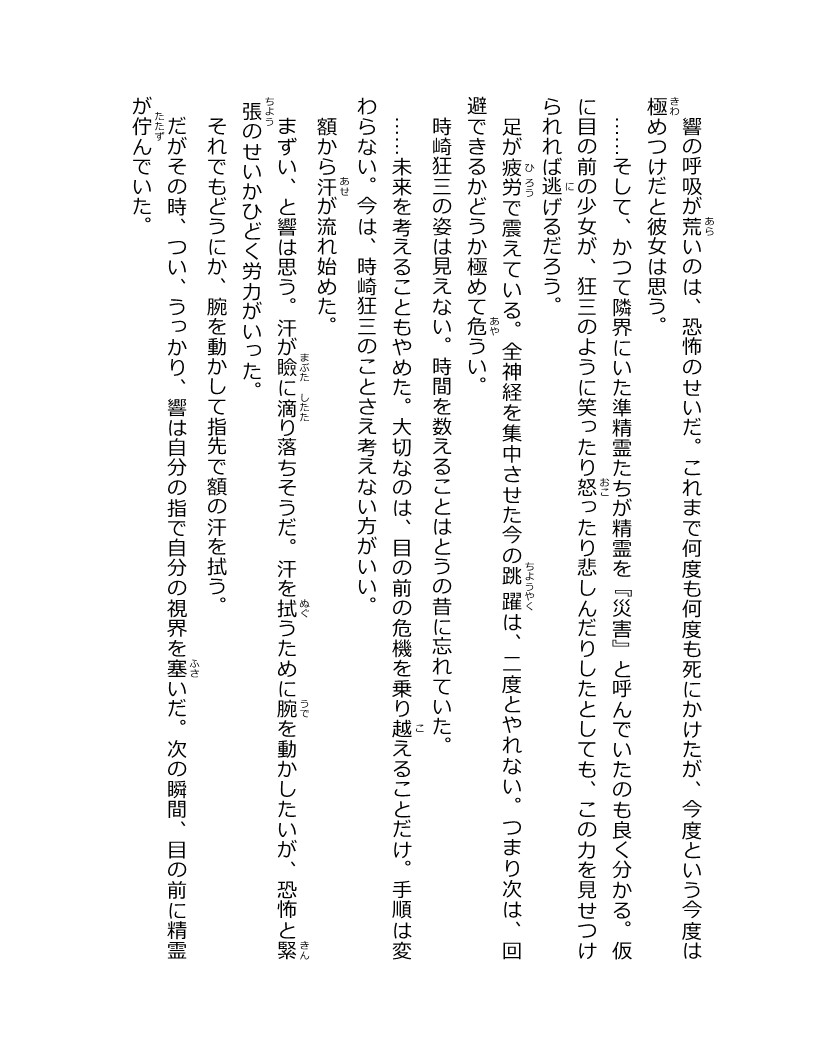 響の呼吸が荒いのは、恐怖のせいだ。これまで何度も何度も死にかけたが、今度という今度は
極めつけだと彼女は思う。
……そして、かつて隣界にいた準精霊たちが精霊を『災害』と呼んでいたのも良く分かる。仮
に目の前の少女が、狂三のように笑ったり怒ったり悲しんだりしたとしても、この力を見せつけ
られれば逃げるだろう。
足が疲労で震えている。全神経を集中させた今の跳躍は、二度とやれない。つまり次は、回
避できるかどうか極めて危うい。
時崎狂三の姿は見えない。時間を数えることはとうの昔に忘れていた。
……未来を考えることもやめた。大切なのは、目の前の危機を乗り越えることだけ。手順は変
わらない。今は、時崎狂三のことさえ考えない方がいい。
額から汗が流れ始めた。
まずい、と響は思う。汗が瞼に滴り落ちそうだ。汗を拭うために腕を動かしたいが、恐怖と緊
張のせいかひどく労力がいった。
それでもどうにか、腕を動かして指先で額の汗を拭う。
だがその時、つい、うっかり、響は自分の指で自分の視界を塞いだ。次の瞬間、目の前に精霊
が佇んでいた。